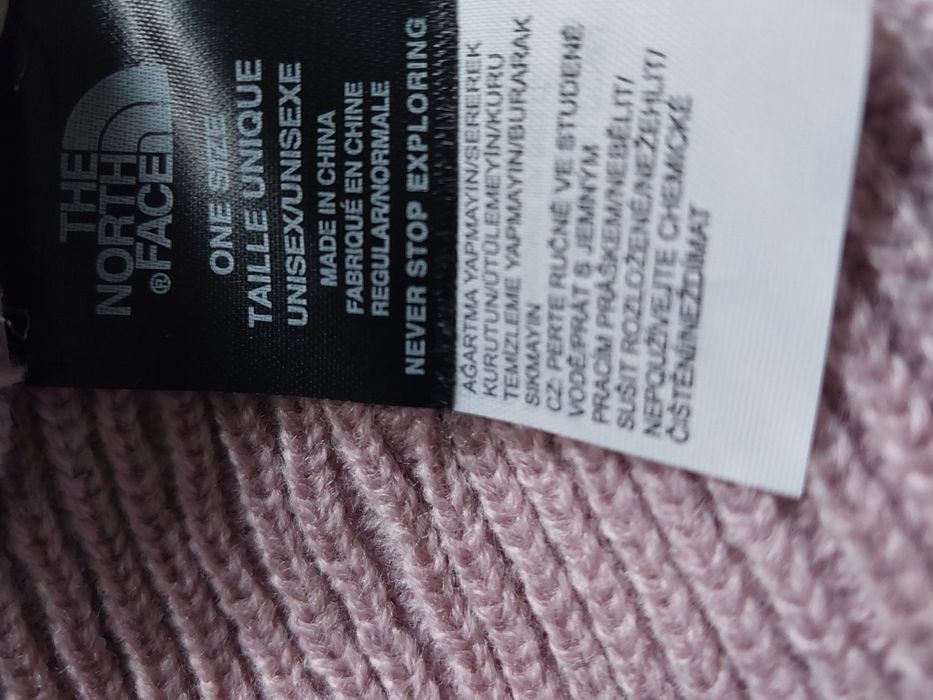 THE
NORTH
FACE®
ONE SIZE
TAILLE UNIQUE
UNISEX/UNISEXE
MADE IN CHINA
FABRIQUÉ EN CHINE
REGULAR/NORMALE
NEVER STOP EXPLORING
AĞARTMA YAPMAYIN/SEREREK
KURUTUN/ÜTÜLEMEYİN/KURU
TEMİZLEME YAPMAYIN/BURARAK
SIKMAYIN
CZ: PERTE RUČNĚ VE STUDENÉ
VODĚ/PRÁT S JEMNÝM
PRACÍM PRÁŠKEM/NEBĚLIT/
SUŠIT ROZLOŽENÉ/NEŽEHLIT/
NEPOUŽÍVEJTE CHEMICKÉ
ČIŠTĚNÍ/NEŽDÍMAT